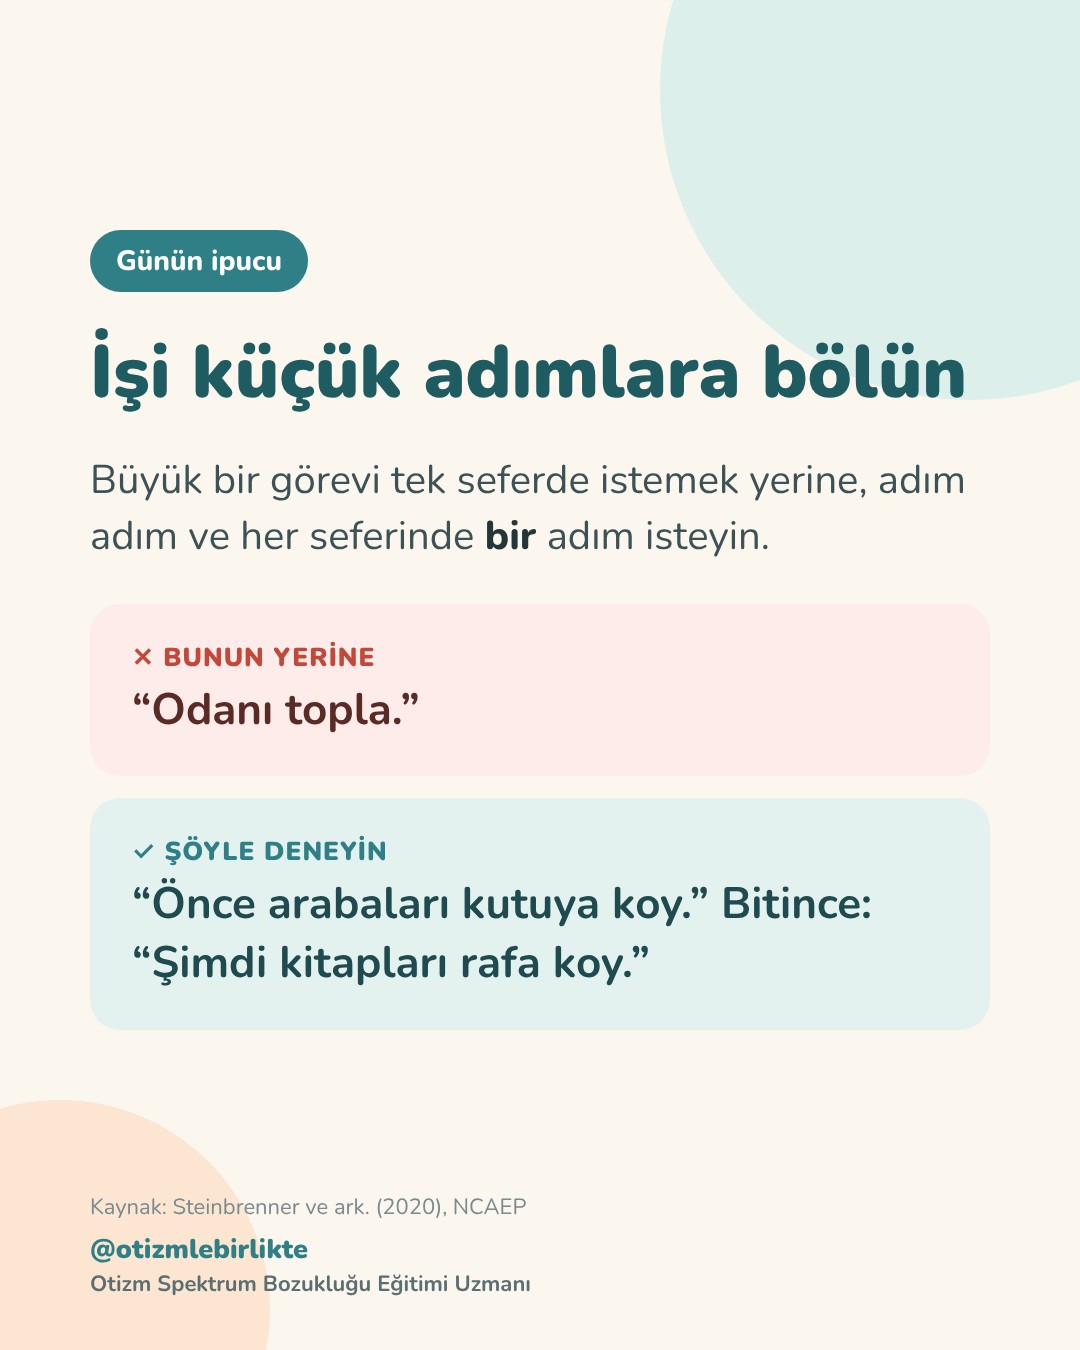 Günün ipucu
İşi küçük adımlara bölün
Büyük bir görevi tek seferde istemek yerine, adım
adım ve her seferinde bir adım isteyin.
✕ BUNUN YERİNE
“Odanı topla.”
✓ ŞÖYLE DENEYİN
“Önce arabaları kutuya koy.” Bitince:
“Şimdi kitapları rafa koy.”
Kaynak: Steinbrenner ve ark. (2020), NCAEP
@otizmlebirlikte
Otizm Spektrum Bozukluğu Eğitimi Uzmanı